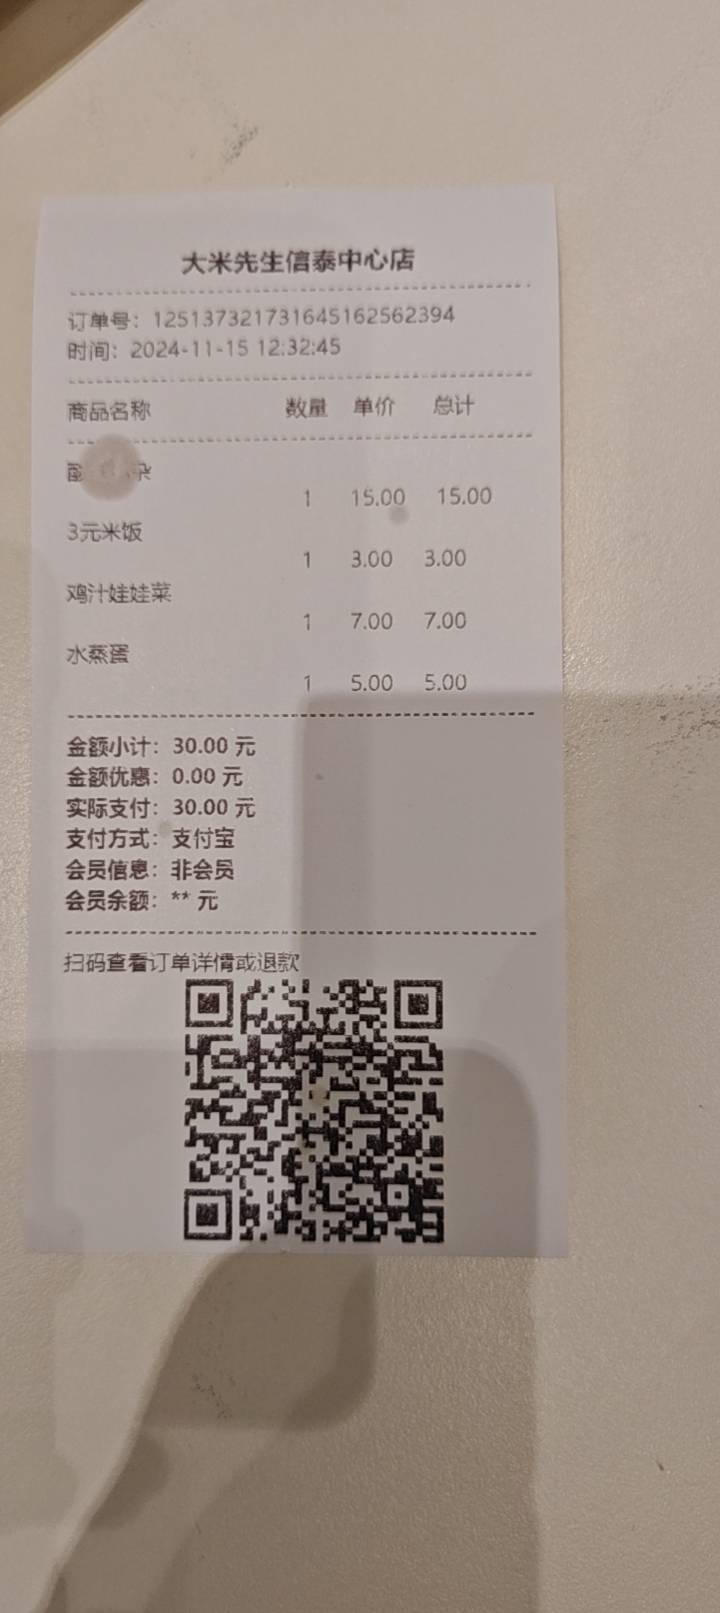 大米先生信泰中心店
订单号：125137321731645162562394
时间：2024-11-15 12:32:45
商品名称 数量 单价 总计
1 15.00 15.00
3元米饭
1 3.00 3.00
鸡汁娃娃菜
1 7.00 7.00
水蒸蛋
1 5.00 5.00
金额小计：30.00 元
金额优惠：0.00 元
实际支付：30.00 元
支付方式：支付宝
会员信息：非会员
会员余额：** 元
扫码查看订单详情或退款